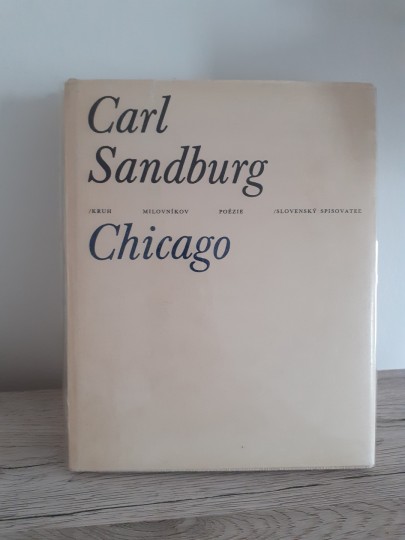 Carl
Sandburg
/KRUH MILOVNÍKOV POÉZIE /SLOVENSKÝ SPISOVATEĽ
Chicago